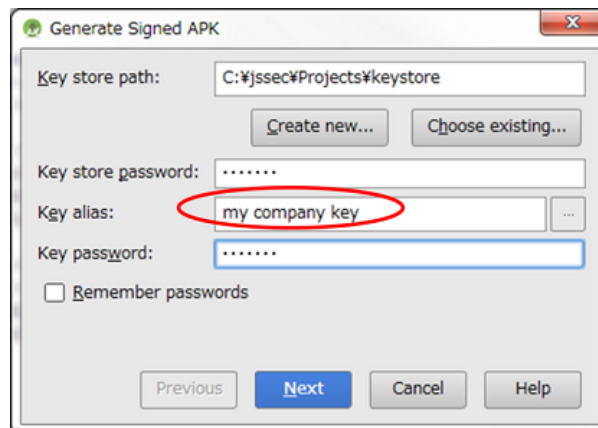 Generate Signed APK
Key store path: C:¥jssec¥Projects¥keystore
Create new... Choose existing...
Key store password: •••••••
Key alias: my company key ...
Key password: •••••••
Remember passwords
Previous Next Cancel Help